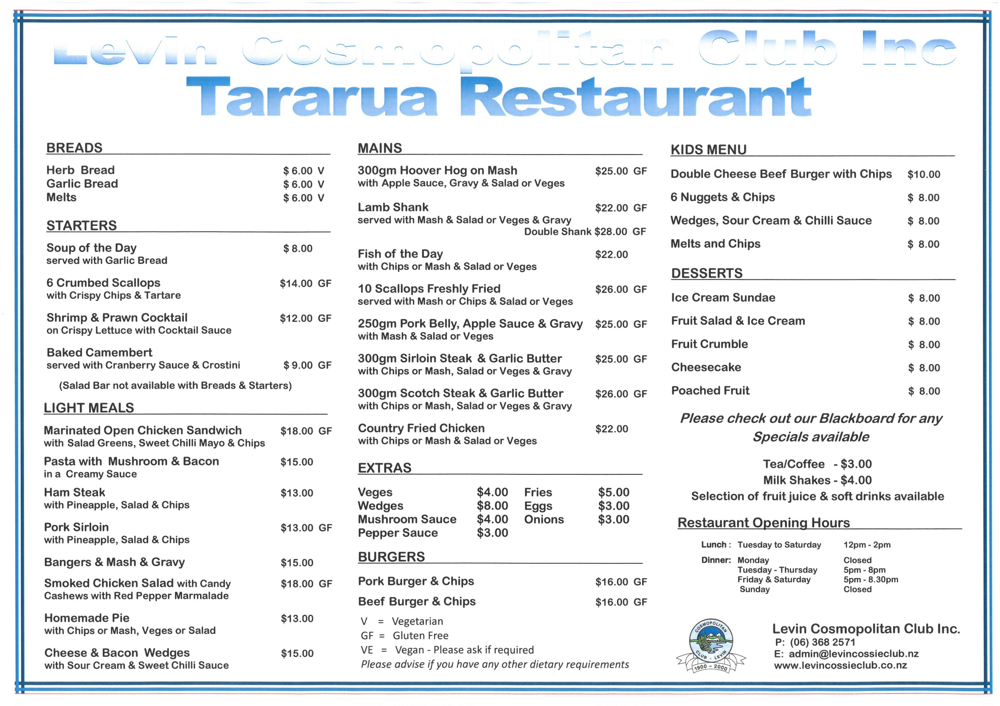 Levin Cosmopolitan Club Inc
Tararua Restaurant
BREADS
Herb Bread $ 6.00 V
Garlic Bread $ 6.00 V
Melts $ 6.00 V
STARTERS
Soup of the Day $ 8.00
served with Garlic Bread
6 Crumbed Scallops $14.00 GF
with Crispy Chips & Tartare
Shrimp & Prawn Cocktail $12.00 GF
on Crispy Lettuce with Cocktail Sauce
Baked Camembert
served with Cranberry Sauce & Crostini $ 9.00 GF
(Salad Bar not available with Breads & Starters)
LIGHT MEALS
Marinated Open Chicken Sandwich $18.00 GF
with Salad Greens, Sweet Chilli Mayo & Chips
Pasta with Mushroom & Bacon $15.00
in a Creamy Sauce
Ham Steak $13.00
with Pineapple, Salad & Chips
Pork Sirloin $13.00 GF
with Pineapple, Salad & Chips
Bangers & Mash & Gravy $15.00
Smoked Chicken Salad with Candy $18.00 GF
Cashews with Red Pepper Marmalade
Homemade Pie $13.00
with Chips or Mash, Veges or Salad
Cheese & Bacon Wedges $15.00
with Sour Cream & Sweet Chilli Sauce
MAINS
300gm Hoover Hog on Mash $25.00 GF
with Apple Sauce, Gravy & Salad or Veges
Lamb Shank $22.00 GF
served with Mash & Salad or Veges & Gravy
Double Shank $28.00 GF
Fish of the Day $22.00
with Chips or Mash & Salad or Veges
10 Scallops Freshly Fried $26.00 GF
served with Mash or Chips & Salad or Veges
250gm Pork Belly, Apple Sauce & Gravy $25.00 GF
with Mash & Salad or Veges
300gm Sirloin Steak & Garlic Butter $25.00 GF
with Chips or Mash, Salad or Veges & Gravy
300gm Scotch Steak & Garlic Butter $26.00 GF
with Chips or Mash, Salad or Veges & Gravy
Country Fried Chicken $22.00
with Chips or Mash & Salad or Veges
EXTRAS
Veges $4.00 Fries $5.00
Wedges $8.00 Eggs $3.00
Mushroom Sauce $4.00 Onions $3.00
Pepper Sauce $3.00
BURGERS
Pork Burger & Chips $16.00 GF
Beef Burger & Chips $16.00 GF
V = Vegetarian
GF = Gluten Free
VE = Vegan - Please ask if required
Please advise if you have any other dietary requirements
KIDS MENU
Double Cheese Beef Burger with Chips $10.00
6 Nuggets & Chips $ 8.00
Wedges, Sour Cream & Chilli Sauce $ 8.00
Melts and Chips $ 8.00
DESSERTS
Ice Cream Sundae $ 8.00
Fruit Salad & Ice Cream $ 8.00
Fruit Crumble $ 8.00
Cheesecake $ 8.00
Poached Fruit $ 8.00
Please check out our Blackboard for any
Specials available
Tea/Coffee - $3.00
Milk Shakes - $4.00
Selection of fruit juice & soft drinks available
Restaurant Opening Hours
Lunch : Tuesday to Saturday 12pm - 2pm
Dinner: Monday Closed
Tuesday - Thursday 5pm - 8pm
Friday & Saturday 5pm - 8.30pm
Sunday Closed
COSMOPOLITAN
CLUB - LEVIN
1900 - 2000
Levin Cosmopolitan Club Inc.
P: (06) 368 2571
E: admin@levincossieclub.nz
www.levincossieclub.co.nz